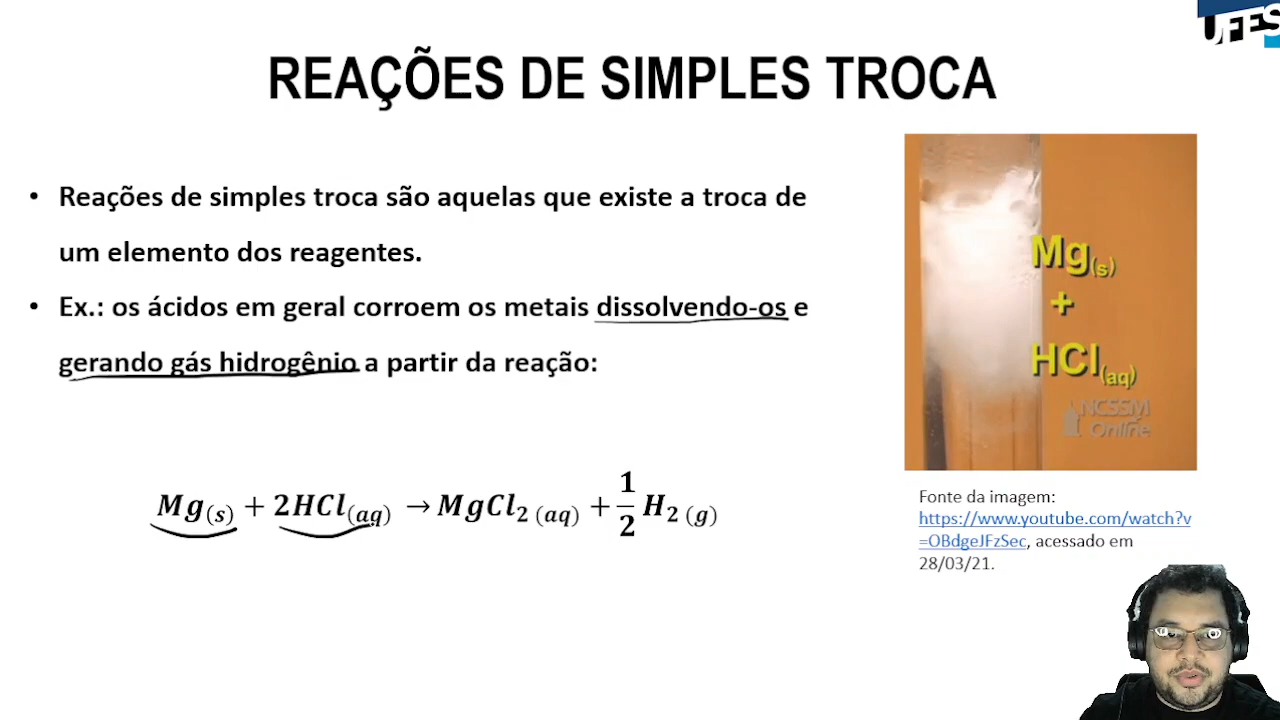 UFES
REAÇÕES DE SIMPLES TROCA
• Reações de simples troca são aquelas que existe a troca de
um elemento dos reagentes.
• Ex.: os ácidos em geral corroem os metais dissolvendo-os e
gerando gás hidrogênio a partir da reação:
Mg(s) + 2HCl(aq) → MgCl2 (aq) + 1/2 H2 (g)
Mg(s)
+
HCl(aq)
NCSSM
Online
Fonte da imagem:
https://www.youtube.com/watch?v
=OBdgeJFzSec, acessado em
28/03/21.